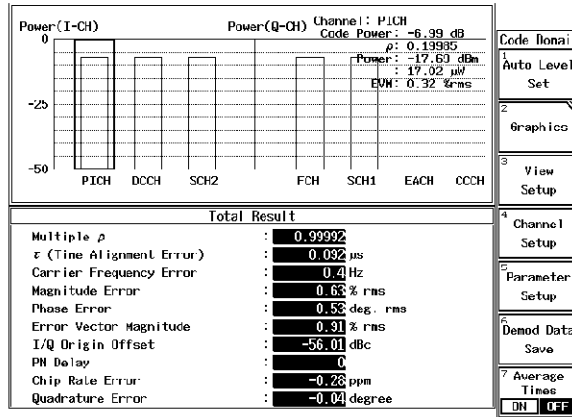 Power(I-CH) Power(Q-CH) Channel: PICH
Code Power: -6.99 dB
ρ: 0.19985
Power: -17.69 dBm
: 17.02 µW
EVM: 0.32 %rms
0
-25
-50
PICH DCCH SCH2 FCH SCH1 EACH CCCH
Total Result
Multiple ρ : 0.99992
τ (Time Alignment Error) : 0.092 µs
Carrier Frequency Error : 0.4 Hz
Magnitude Error : 0.63 % rms
Phase Error : 0.53 deg. rms
Error Vector Magnitude : 0.91 % rms
I/Q Origin Offset : -56.01 dBc
PN Delay : 0
Chip Rate Error : -0.28 ppm
Quadrature Error : -0.04 degree
Code Domai
1
Auto Level
Set
2
Graphics
3
View
Setup
4
Channel
Setup
5
Parameter
Setup
6
Demod Data
Save
7
Average
Times
ON OFF